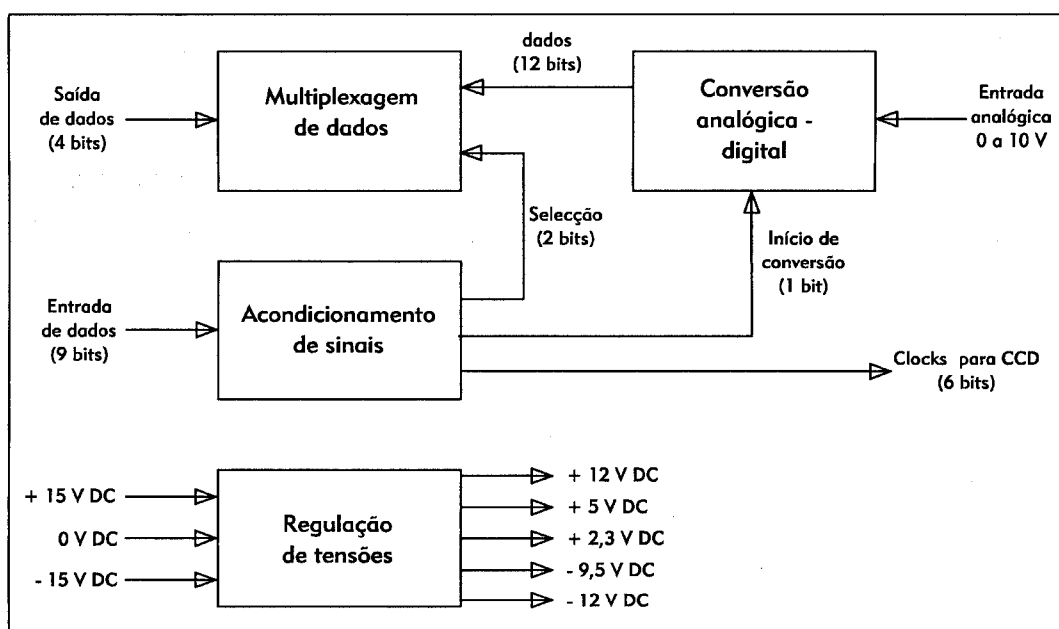 dados
(12 bits)
Saída
de dados
(4 bits)
Multiplexagem
de dados
Conversão
analógica -
digital
Entrada
analógica
0 a 10 V
Selecção
(2 bits)
Início de
conversão
(1 bit)
Entrada
de dados
(9 bits)
Acondicionamento
de sinais
Clocks para CCD
(6 bits)
+ 15 V DC
0 V DC
- 15 V DC
Regulação
de tensões
+ 12 V DC
+ 5 V DC
+ 2,3 V DC
- 9,5 V DC
- 12 V DC